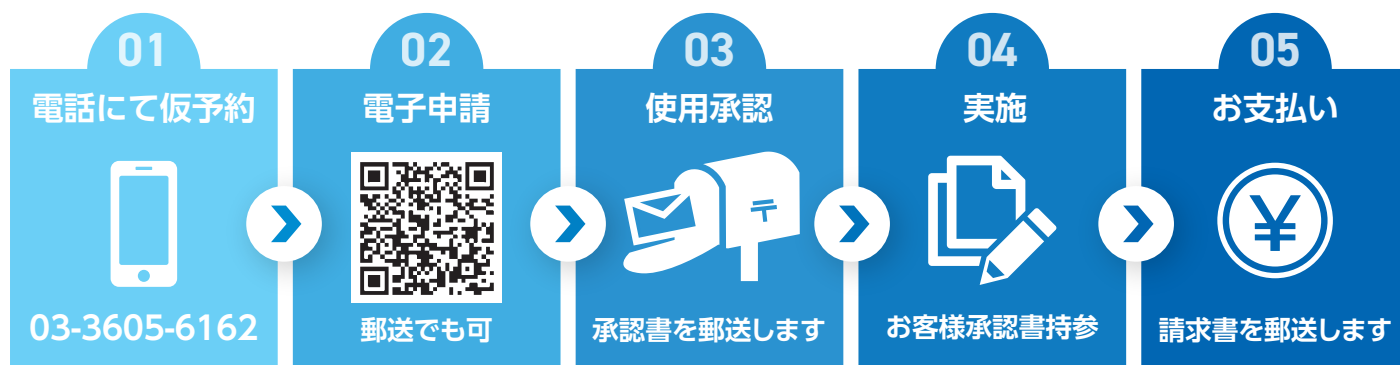 01
電話にて仮予約
03-3605-6162
02
電子申請
郵送でも可
03
使用承認
〒
承認書を郵送します
04
実施
お客様承認書持参
05
お支払い
¥
請求書を郵送します